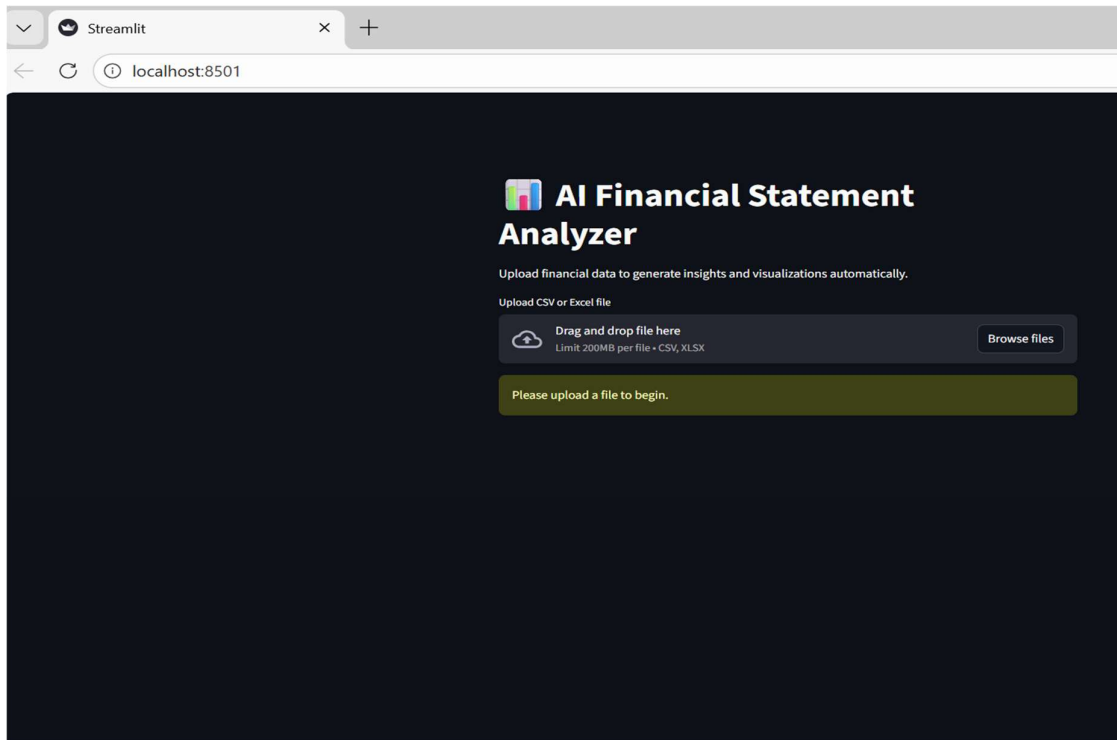 Streamlit
localhost:8501
AI Financial Statement
Analyzer
Upload financial data to generate insights and visualizations automatically.
Upload CSV or Excel file
Drag and drop file here
Limit 200MB per file • CSV, XLSX
Browse files
Please upload a file to begin.